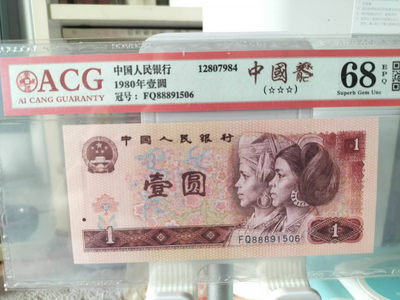 ACG
AI CANG GUARANTY
中国人民银行 12807984
1980年壹圆
冠号：FQ88891506
中國
(☆☆☆)
68 EPQ
Superb Gem Unc
中国人民银行
壹圆
1
1
FQ88891506
1